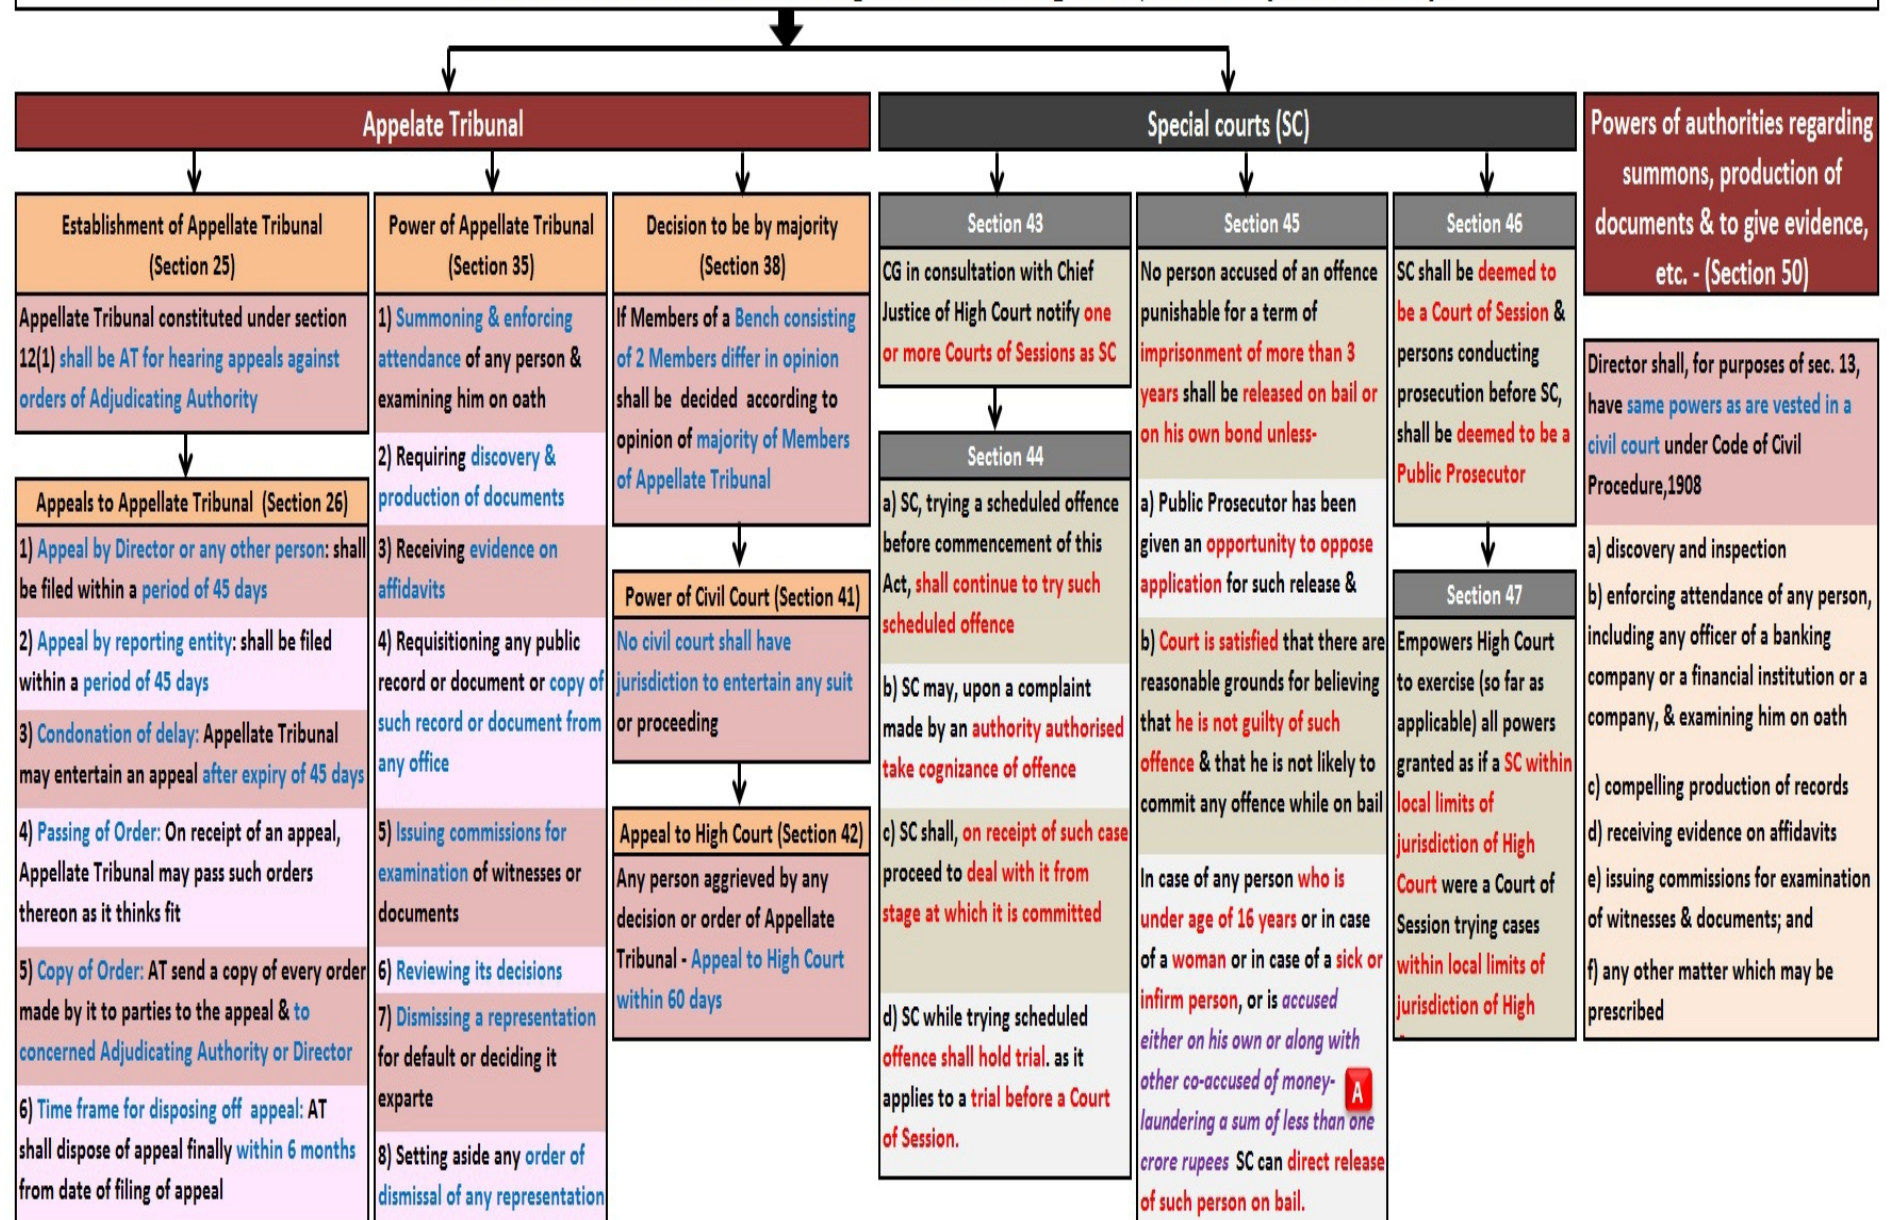 Appelate Tribunal
Establishment of Appellate Tribunal
(Section 25)
Appellate Tribunal constituted under section
12(1) shall be AT for hearing appeals against
orders of Adjudicating Authority
Appeals to Appellate Tribunal (Section 26)
1) Appeal by Director or any other person: shall
be filed within a period of 45 days
2) Appeal by reporting entity: shall be filed
within a period of 45 days
3) Condonation of delay: Appellate Tribunal
may entertain an appeal after expiry of 45 days
4) Passing of Order: On receipt of an appeal,
Appellate Tribunal may pass such orders
thereon as it thinks fit
5) Copy of Order: AT send a copy of every order
made by it to parties to the appeal & to
concerned Adjudicating Authority or Director
6) Time frame for disposing off appeal: AT
shall dispose of appeal finally within 6 months
from date of filing of appeal
Power of Appellate Tribunal
(Section 35)
1) Summoning & enforcing
attendance of any person &
examining him on oath
2) Requiring discovery &
production of documents
3) Receiving evidence on
affidavits
4) Requisitioning any public
record or document or copy of
such record or document from
any office
5) Issuing commissions for
examination of witnesses or
documents
6) Reviewing its decisions
7) Dismissing a representation
for default or deciding it
exparte
8) Setting aside any order of
dismissal of any representation
Decision to be by majority
(Section 38)
If Members of a Bench consisting
of 2 Members differ in opinion
shall be decided according to
opinion of majority of Members
of Appellate Tribunal
Power of Civil Court (Section 41)
No civil court shall have
jurisdiction to entertain any suit
or proceeding
Appeal to High Court (Section 42)
Any person aggrieved by any
decision or order of Appellate
Tribunal - Appeal to High Court
within 60 days
Special courts (SC)
Section 43
CG in consultation with Chief
Justice of High Court notify one
or more Courts of Sessions as SC
Section 44
a) SC, trying a scheduled offence
before commencement of this
Act, shall continue to try such
scheduled offence
b) SC may, upon a complaint
made by an authority authorised
take cognizance of offence
c) SC shall, on receipt of such case
proceed to deal with it from
stage at which it is committed
d) SC while trying scheduled
offence shall hold trial. as it
applies to a trial before a Court
of Session.
Section 45
No person accused of an offence
punishable for a term of
imprisonment of more than 3
years shall be released on bail or
on his own bond unless-
a) Public Prosecutor has been
given an opportunity to oppose
application for such release &
b) Court is satisfied that there are
reasonable grounds for believing
that he is not guilty of such
offence & that he is not likely to
commit any offence while on bail
In case of any person who is
under age of 16 years or in case
of a woman or in case of a sick or
infirm person, or is accused
either on his own or along with
other co-accused of money-
A
laundering a sum of less than one
crore rupees SC can direct release
of such person on bail.
Section 46
SC shall be deemed to
be a Court of Session &
persons conducting
prosecution before SC,
shall be deemed to be a
Public Prosecutor
Section 47
Empowers High Court
to exercise (so far as
applicable) all powers
granted as if a SC within
local limits of
jurisdiction of High
Court were a Court of
Session trying cases
within local limits of
jurisdiction of High
Powers of authorities regarding
summons, production of
documents & to give evidence,
etc. - (Section 50)
Director shall, for purposes of sec. 13,
have same powers as are vested in a
civil court under Code of Civil
Procedure,1908
a) discovery and inspection
b) enforcing attendance of any person,
including any officer of a banking
company or a financial institution or a
company, & examining him on oath
c) compelling production of records
d) receiving evidence on affidavits
e) issuing commissions for examination
of witnesses & documents; and
f) any other matter which may be
prescribed